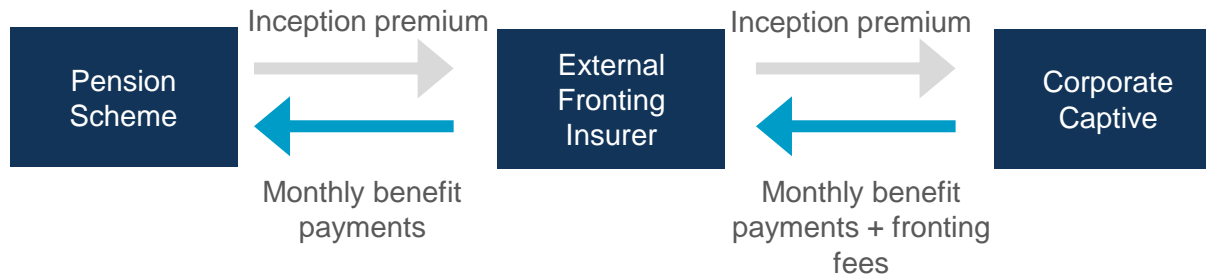 Inception premium
Inception premium
Pension
Scheme
External
Fronting
Insurer
Corporate
Captive
Monthly benefit
payments
Monthly benefit
payments + fronting
fees